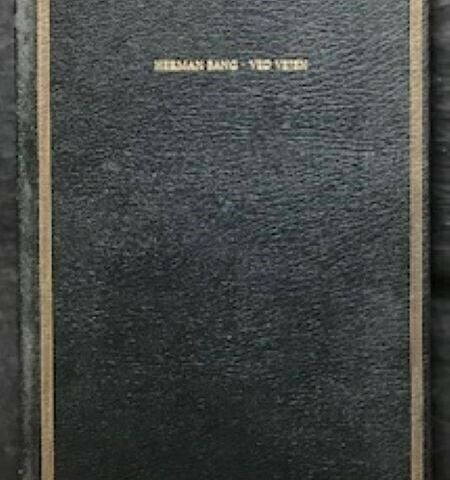 HERMAN BANG · VED VEJEN